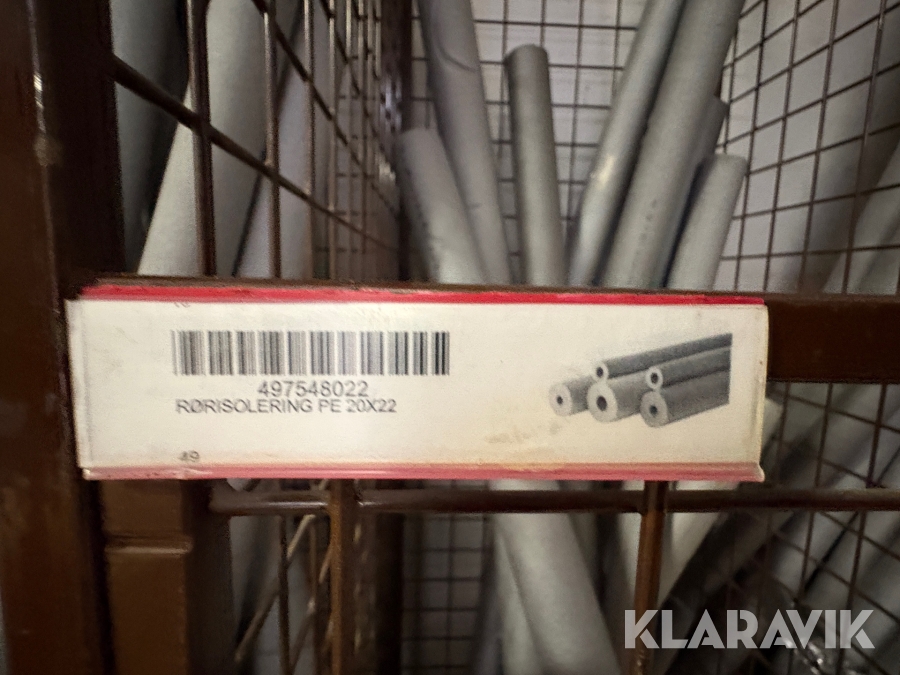 497548022
RØRISOLERING PE 20X22
49
KLARAVIK